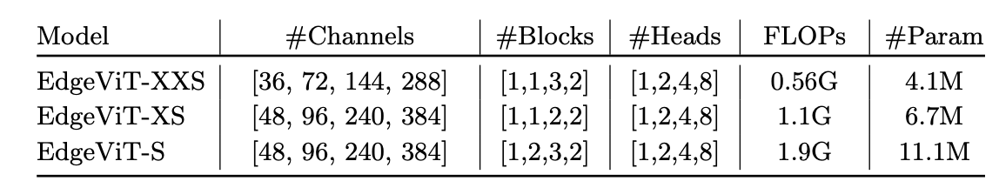 Model #Channels #Blocks #Heads FLOPs #Param
EdgeViT-XXS [36, 72, 144, 288] [1,1,3,2] [1,2,4,8] 0.56G 4.1M
EdgeViT-XS [48, 96, 240, 384] [1,1,2,2] [1,2,4,8] 1.1G 6.7M
EdgeViT-S [48, 96, 240, 384] [1,2,3,2] [1,2,4,8] 1.9G 11.1M